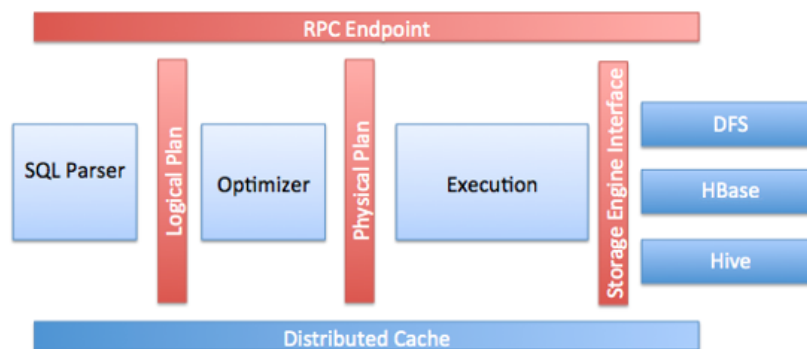 RPC Endpoint
SQL Parser
Logical Plan
Optimizer
Physical Plan
Execution
Storage Engine Interface
DFS
HBase
Hive
Distributed Cache